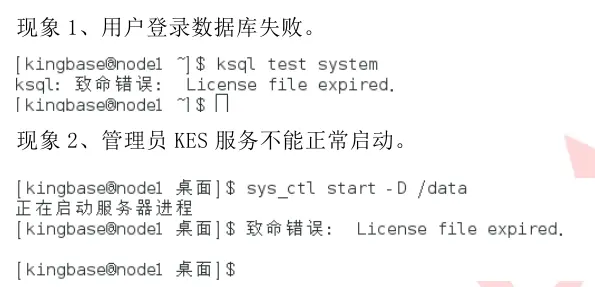 现象 1、用户登录数据库失败。
[kingbase@node1 ~]$ ksql test system
ksql: 致命错误: License file expired.
[kingbase@node1 ~]$
现象 2、管理员 KES 服务不能正常启动。
[kingbase@node1 桌面]$ sys_ctl start -D /data
正在启动服务器进程
[kingbase@node1 桌面]$ 致命错误: License file expired.
[kingbase@node1 桌面]$